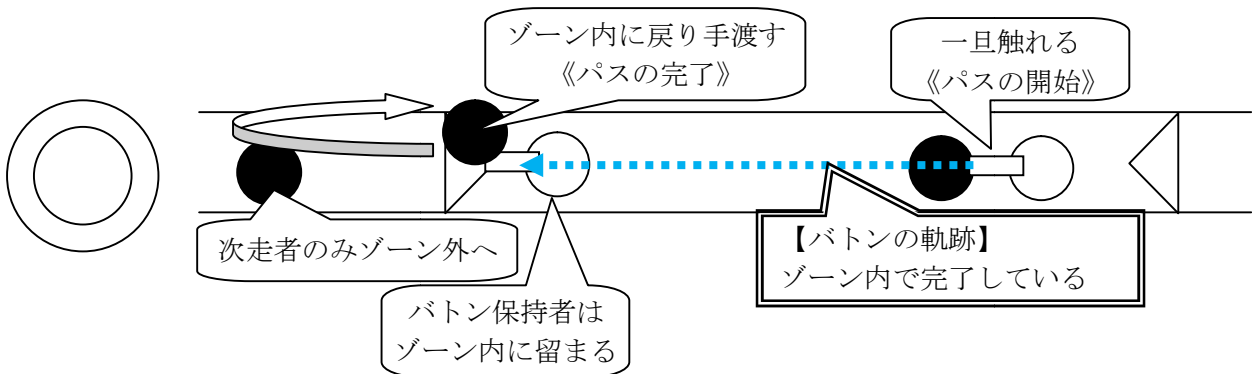 ゾーン内に戻り手渡す
《パスの完了》
一旦触れる
《パスの開始》
次走者のみゾーン外へ
【バトンの軌跡】
ゾーン内で完了している
バトン保持者は
ゾーン内に留まる